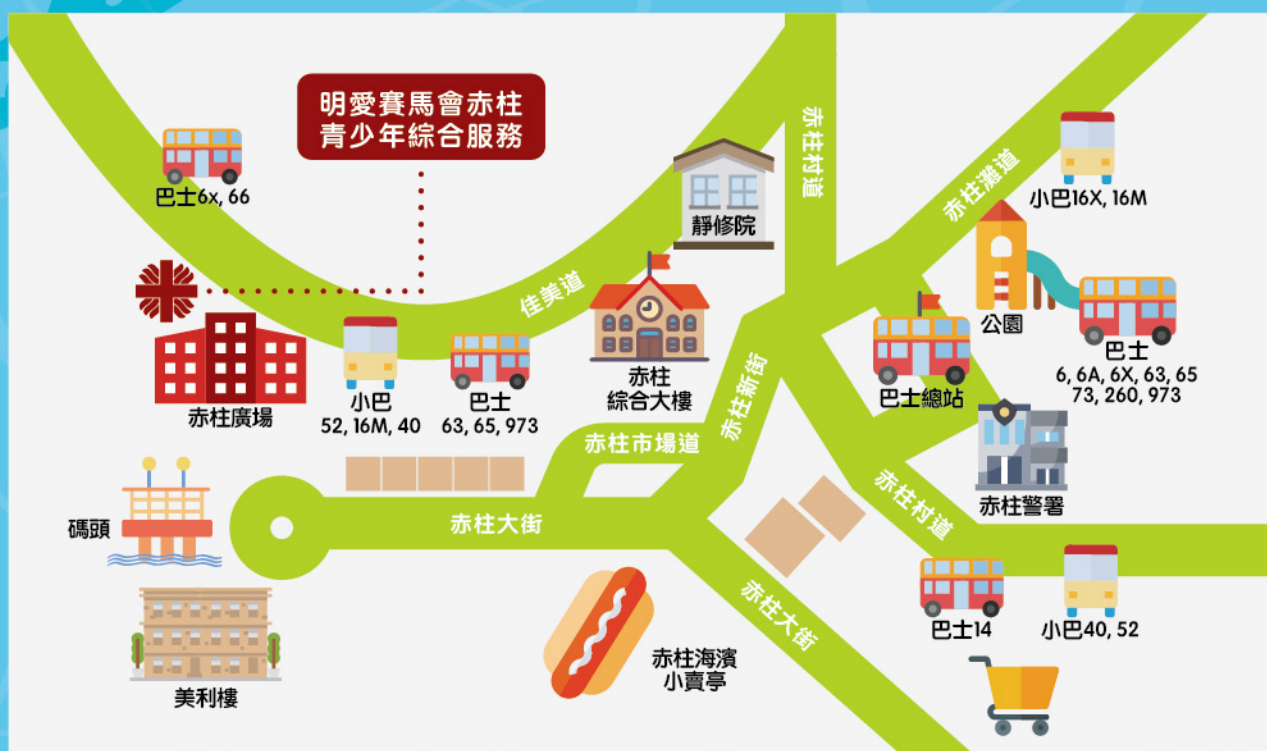 明愛賽馬會赤柱
青少年綜合服務
巴士6x, 66
赤柱村道
赤柱灘道
小巴16X, 16M
靜修院
佳美道
公園
巴士
6, 6A, 6X, 63, 65
73, 260, 973
巴士總站
赤柱
綜合大樓
赤柱新街
赤柱廣場
小巴
52, 16M, 40
巴士
63, 65, 973
赤柱市場道
赤柱警署
赤柱村道
碼頭
赤柱大街
赤柱大街
巴士14
小巴40, 52
赤柱海濱
小賣亭
美利樓